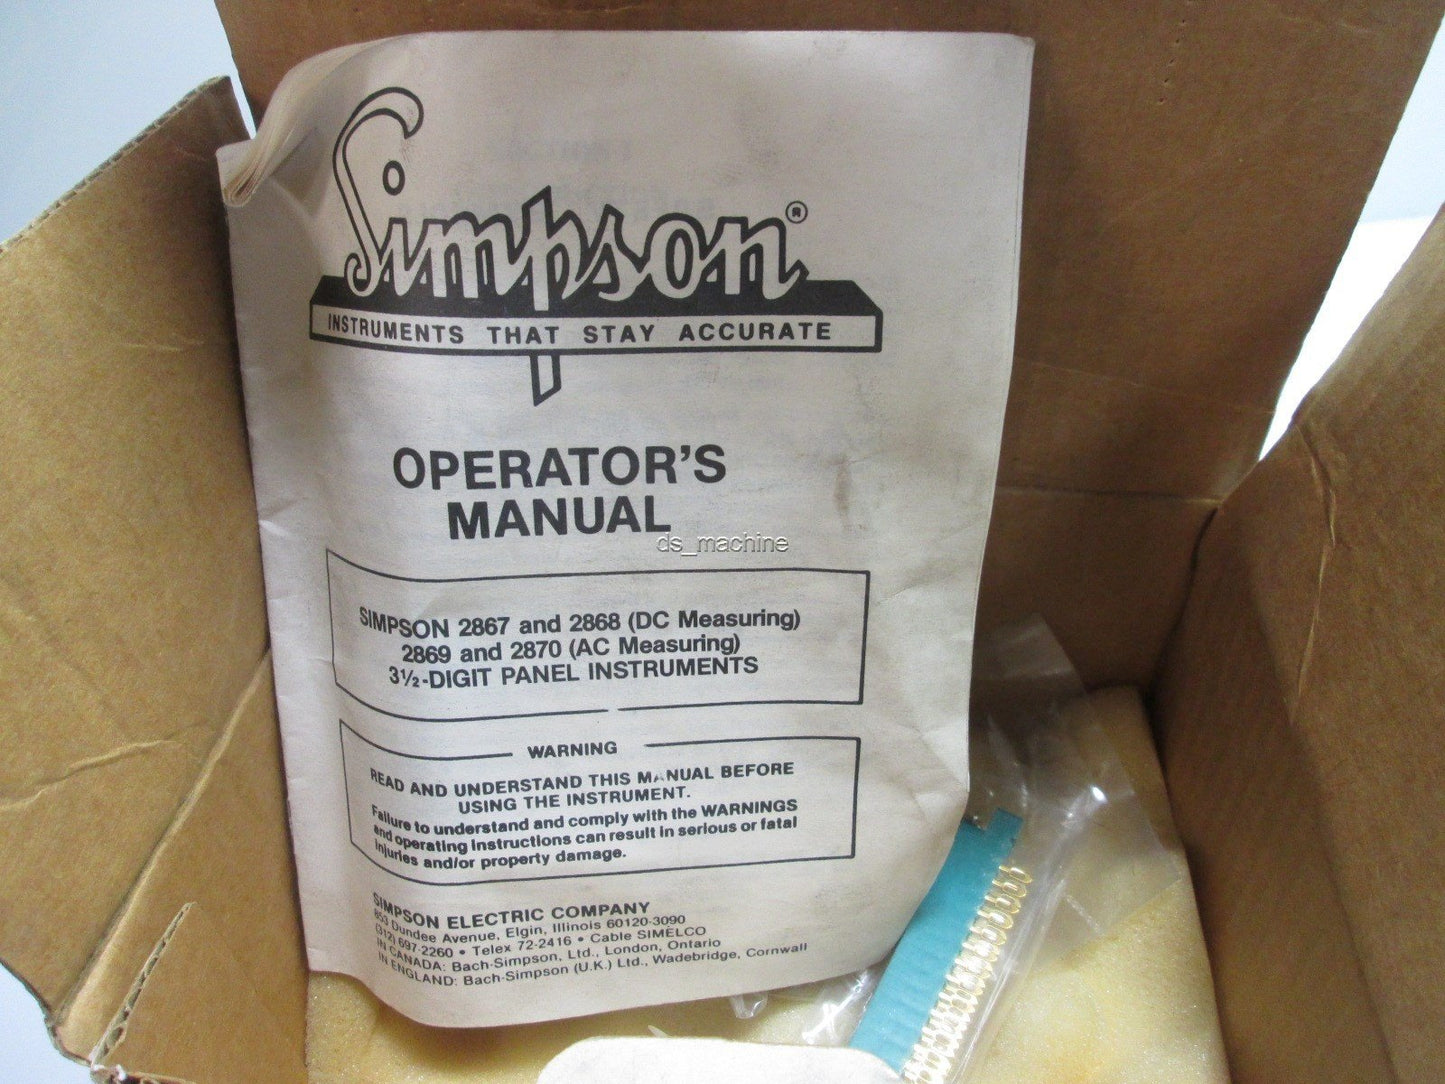 Simpson®
INSTRUMENTS THAT STAY ACCURATE
OPERATOR'S
MANUAL
ds_machine
SIMPSON 2867 and 2868 (DC Measuring)
2869 and 2870 (AC Measuring)
3½-DIGIT PANEL INSTRUMENTS
WARNING
READ AND UNDERSTAND THIS MANUAL BEFORE
USING THE INSTRUMENT.
Failure to understand and comply with the WARNINGS
and operating instructions can result in serious or fatal
injuries and/or property damage.
SIMPSON ELECTRIC COMPANY
853 Dundee Avenue, Elgin, Illinois 60120-3090
(312) 697-2260 • Telex 72-2416 • Cable SIMELCO
IN CANADA: Bach-Simpson, Ltd., London, Ontario
IN ENGLAND: Bach-Simpson (U.K.) Ltd., Wadebridge, Cornwall